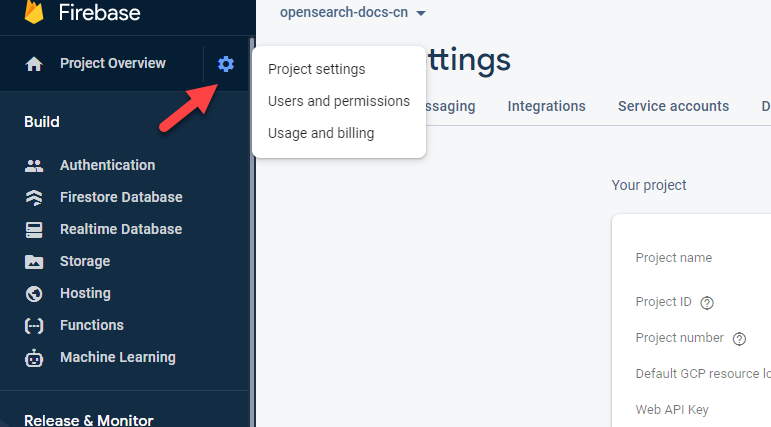 Firebase
Project Overview
Build
Authentication
Firestore Database
Realtime Database
Storage
Hosting
Functions
Machine Learning
Release & Monitor
opensearch-docs-cn
Project settings
Users and permissions
Usage and billing
ttings
ssaging
Integrations
Service accounts
D
Your project
Project name
Project ID
Project number
Default GCP resource lo
Web API Key